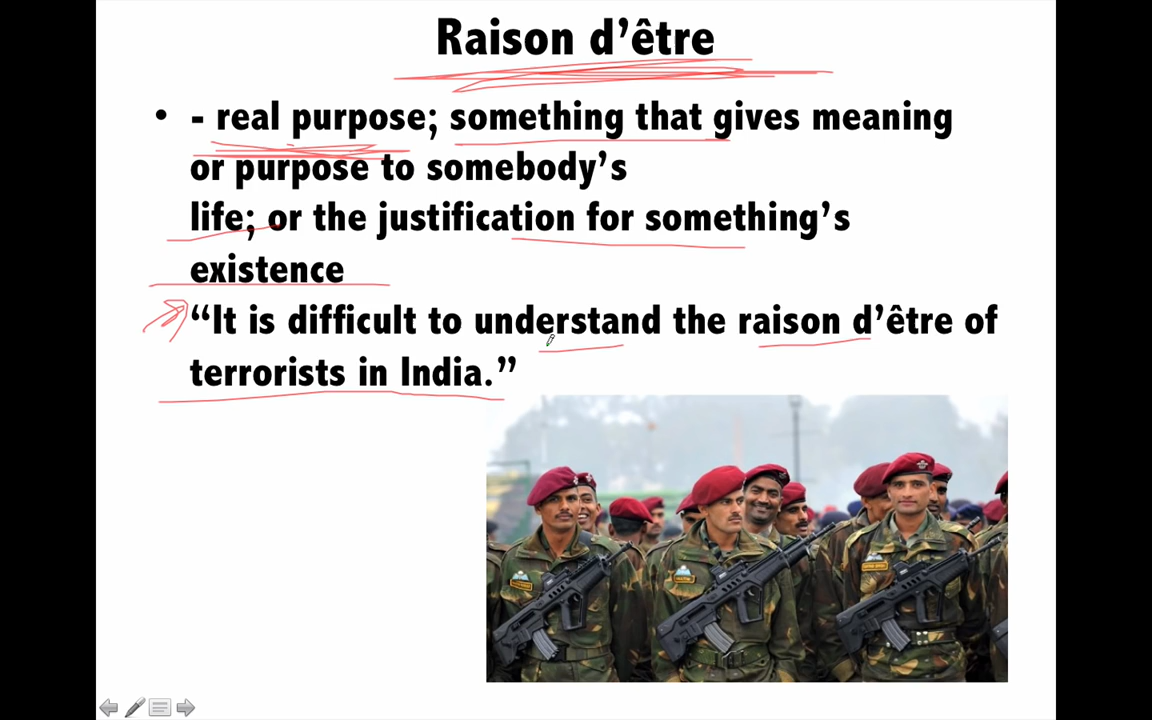 Raison d’être
• - real purpose; something that gives meaning
or purpose to somebody’s
life; or the justification for something’s
existence
“It is difficult to understand the raison d’être of
terrorists in India.”